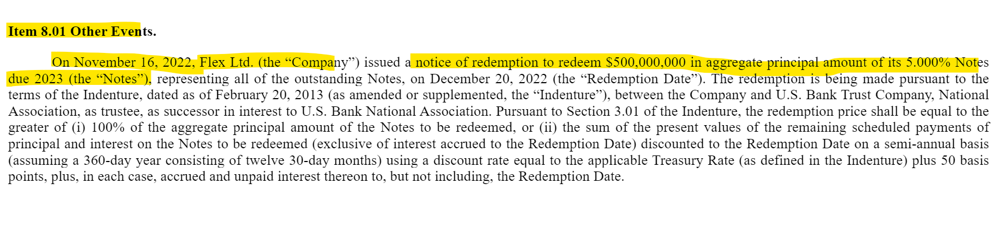 Item 8.01 Other Events.
On November 16, 2022, Flex Ltd. (the “Company”) issued a notice of redemption to redeem $500,000,000 in aggregate principal amount of its 5.000% Notes
due 2023 (the “Notes”), representing all of the outstanding Notes, on December 20, 2022 (the “Redemption Date”). The redemption is being made pursuant to the
terms of the Indenture, dated as of February 20, 2013 (as amended or supplemented, the “Indenture”), between the Company and U.S. Bank Trust Company, National
Association, as trustee, as successor in interest to U.S. Bank National Association. Pursuant to Section 3.01 of the Indenture, the redemption price shall be equal to the
greater of (i) 100% of the aggregate principal amount of the Notes to be redeemed, or (ii) the sum of the present values of the remaining scheduled payments of
principal and interest on the Notes to be redeemed (exclusive of interest accrued to the Redemption Date) discounted to the Redemption Date on a semi-annual basis
(assuming a 360-day year consisting of twelve 30-day months) using a discount rate equal to the applicable Treasury Rate (as defined in the Indenture) plus 50 basis
points, plus, in each case, accrued and unpaid interest thereon to, but not including, the Redemption Date.